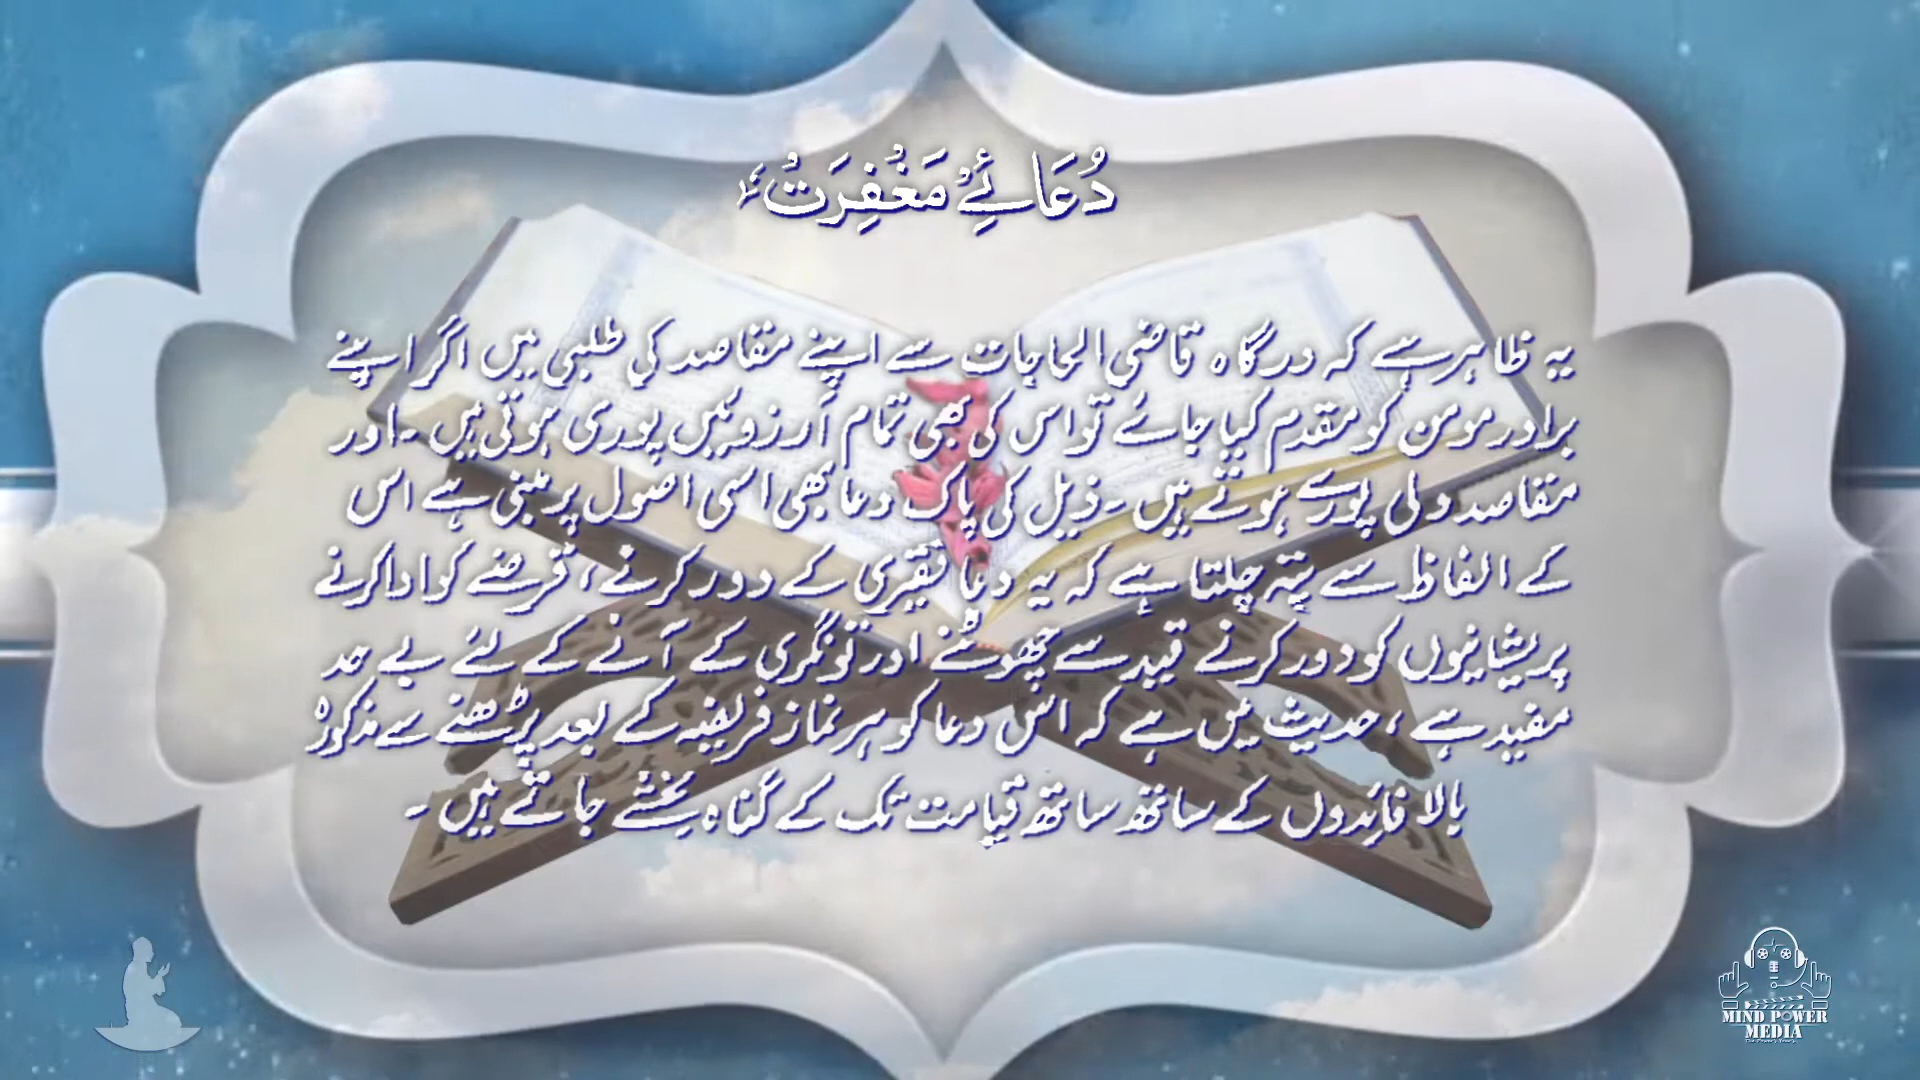 دُعَائے مَغْفِرَتْ
یہ ظاہر ہے کہ درگاہ قاضی الحاجات سے اپنے مقاصد کی طلبی میں اگر اپنے
برادر مومن کو مقدم کیا جائے تو اس کی بھی تمام آرزوئیں پوری ہوتی ہیں ۔ اور
مقاصد دلی پورے ہوتے ہیں ۔ ذیل کی پاک دعا بھی اسی اصول پر مبنی ہے اس
کے الفاظ سے پتہ چلتا ہے کہ یہ دعا فقیری کے دور کرنے ، قرضے کو ادا کرنے
پریشانیوں کو دور کرنے قید سے چھوٹنے اور تونگری کے آنے کے لئے بے حد
مفید ہے ، حدیث میں ہے کہ اس دعا کو ہر نماز فریضہ کے بعد پڑھنے سے مذکورہ
بالا فائدوں کے ساتھ ساتھ قیامت تک کے گناہ بخشے جاتے ہیں ۔
MIND POWER
MEDIA